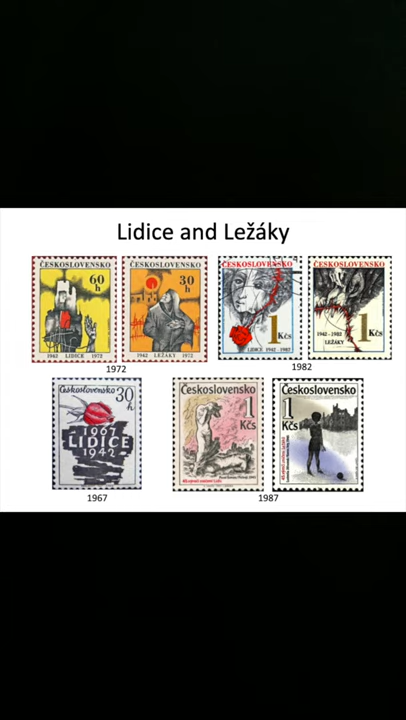 Lidice and Ležáky
ČESKOSLOVENSKO
60
h
1942 LIDICE 1972
ČESKOSLOVENSKO
30
h
1942 LEŽÁKY 1972
ČESKOSLOVENSKO
1
Kčs
LIDICE 1942-1982
ČESKOSLOVENSKO
1942-1982
LEŽÁKY
1
Kčs
1972
1982
Československo
30
h
1967
LIDICE
1942
Československo
1
Kčs
Československo
1
Kčs
1967
1987